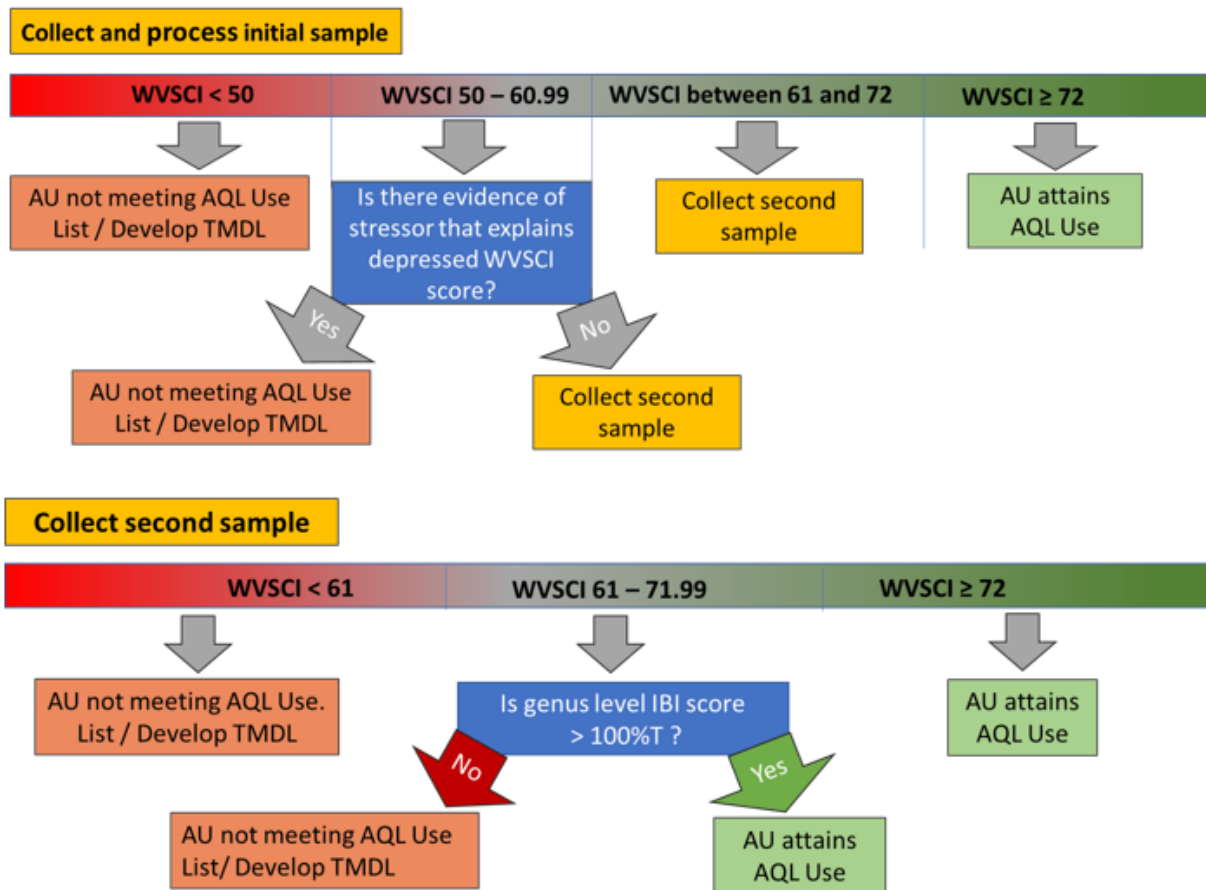 Collect and process initial sample
WVSCI < 50
WVSCI 50 – 60.99
WVSCI between 61 and 72
WVSCI ≥ 72
AU not meeting AQL Use
List / Develop TMDL
Is there evidence of
stressor that explains
depressed WVSCI
score?
Collect second
sample
AU attains
AQL Use
Yes
No
AU not meeting AQL Use
List / Develop TMDL
Collect second
sample
Collect second sample
WVSCI < 61
WVSCI 61 – 71.99
WVSCI ≥ 72
AU not meeting AQL Use.
List / Develop TMDL
Is genus level IBI score
> 100%T ?
AU attains
AQL Use
No
Yes
AU not meeting AQL Use
List/ Develop TMDL
AU attains
AQL Use